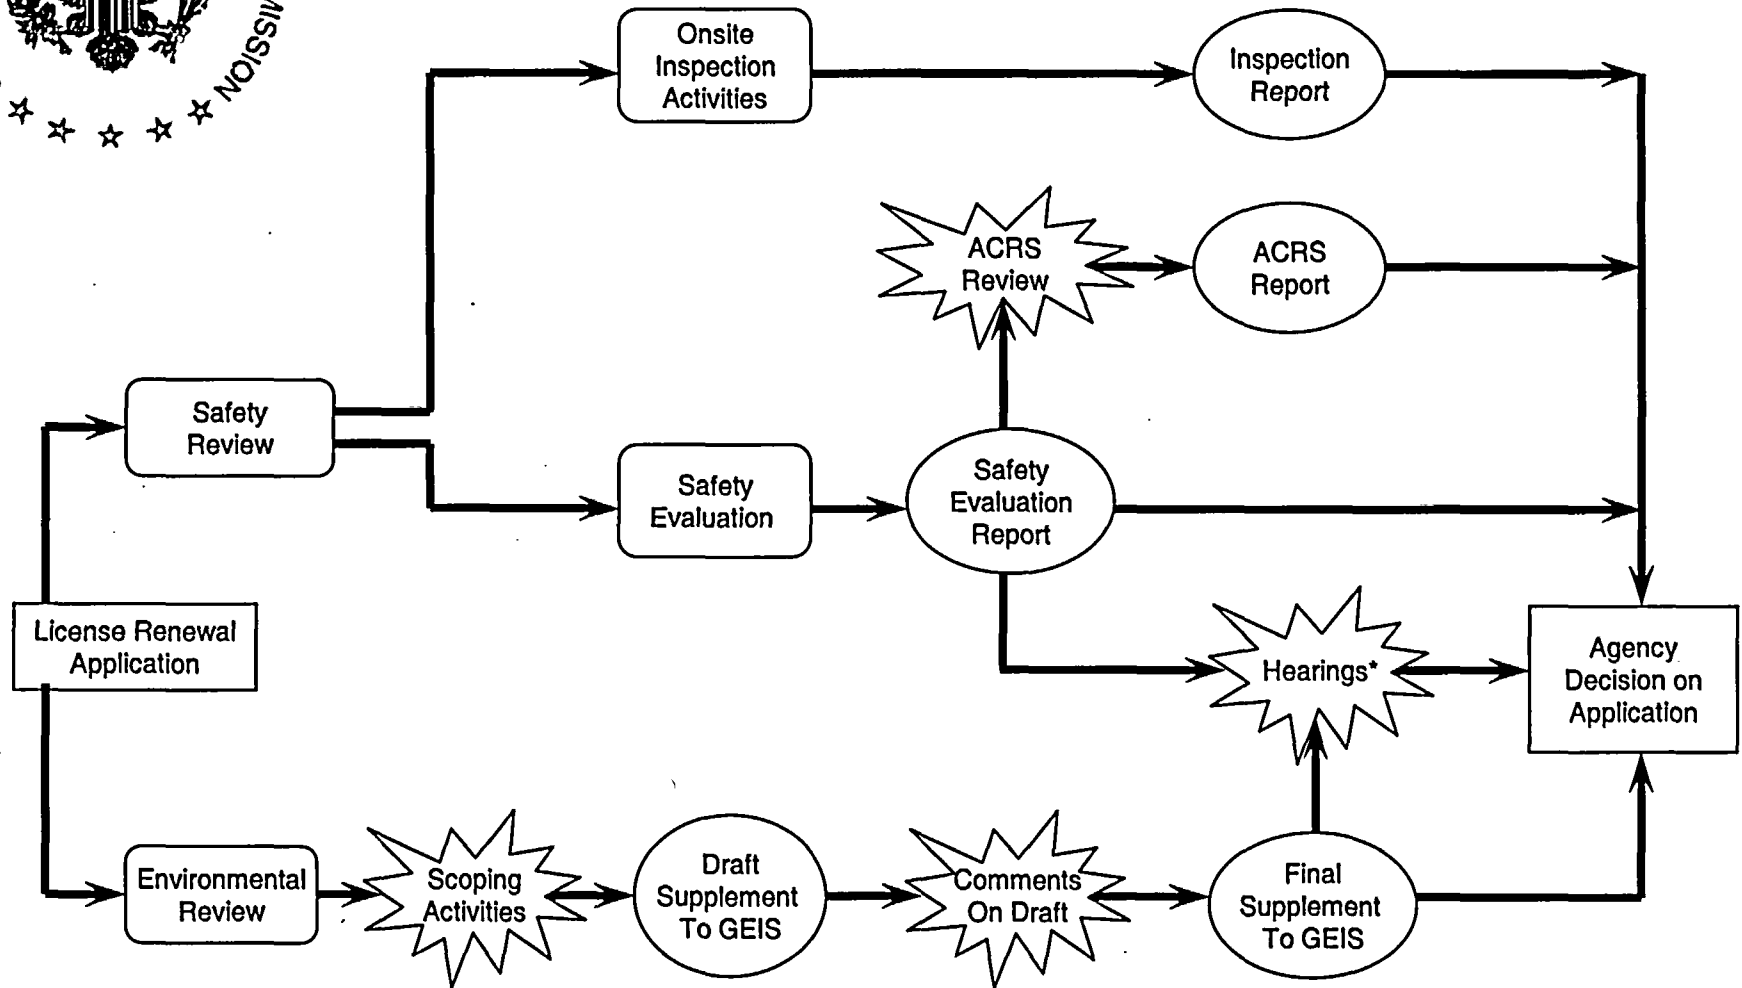 MISSION
Onsite
Inspection
Activities
Inspection
Report
ACRS
Review
ACRS
Report
Safety
Review
Safety
Evaluation
Safety
Evaluation
Report
License Renewal
Application
Hearings*
Agency
Decision on
Application
Environmental
Review
Scoping
Activities
Draft
Supplement
To GEIS
Comments
On Draft
Final
Supplement
To GEIS